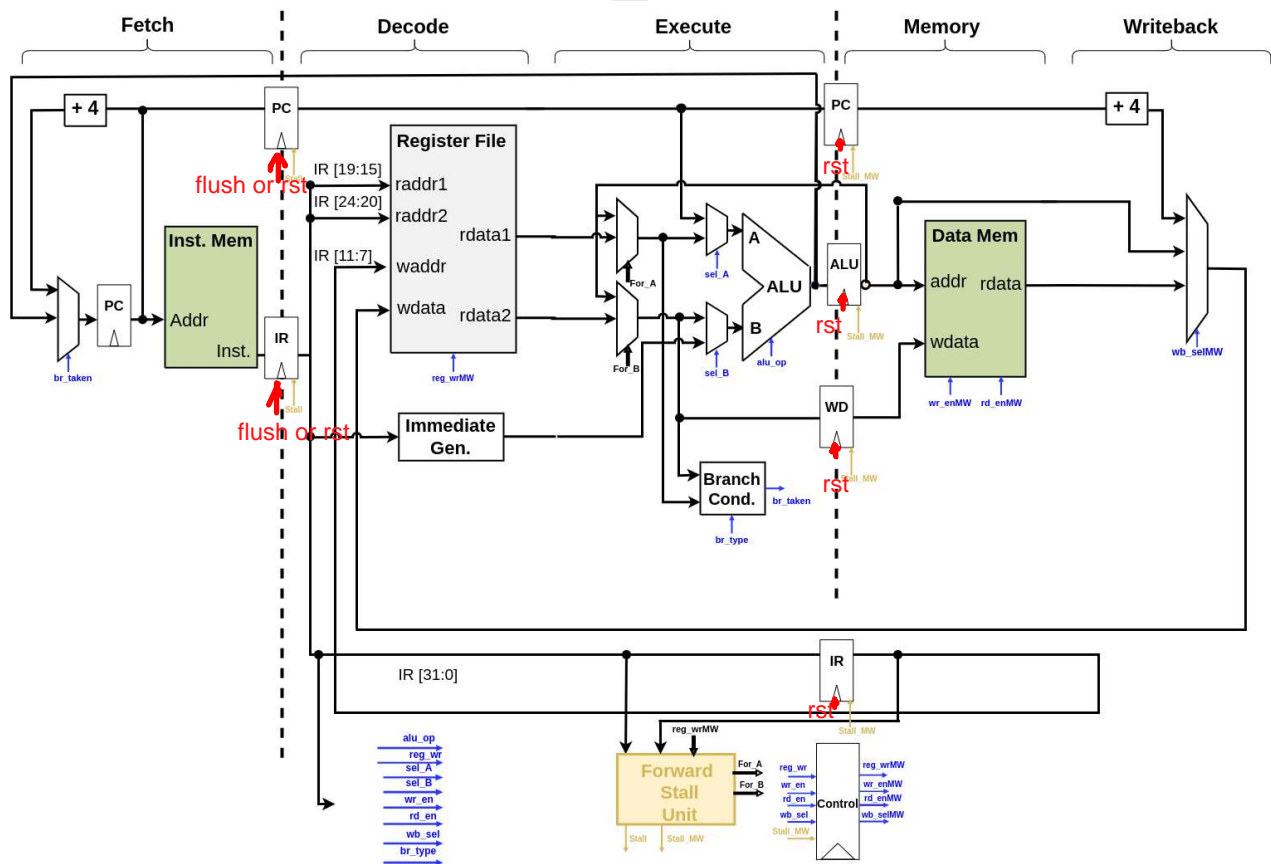 Fetch
Decode
Execute
Memory
Writeback
+ 4
PC
PC
+ 4
Register File
Stall
flush or rst
rst
Stall_MW
IR [19:15]
raddr1
IR [24:20]
raddr2
rdata1
IR [11:7]
waddr
wdata
rdata2
reg_wrMW
Inst. Mem
Addr
Inst.
PC
br_taken
IR
Stall
flush or rst
For_A
For_B
sel_A
sel_B
A
B
ALU
alu_op
ALU
rst
Stall_MW
Data Mem
addr
rdata
wdata
wr_enMW
rd_enMW
wb_selMW
Immediate
Gen.
WD
rst
Stall_MW
Branch
Cond.
br_taken
br_type
IR [31:0]
IR
rst
Stall_MW
reg_wrMW
alu_op
reg_wr
sel_A
sel_B
wr_en
rd_en
wb_sel
br_type
Forward
Stall
Unit
For_A
For_B
Stall
Stall_MW
reg_wr
wr_en
rd_en
wb_sel
Stall_MW
Control
reg_wrMW
wr_enMW
rd_enMW
wb_selMW